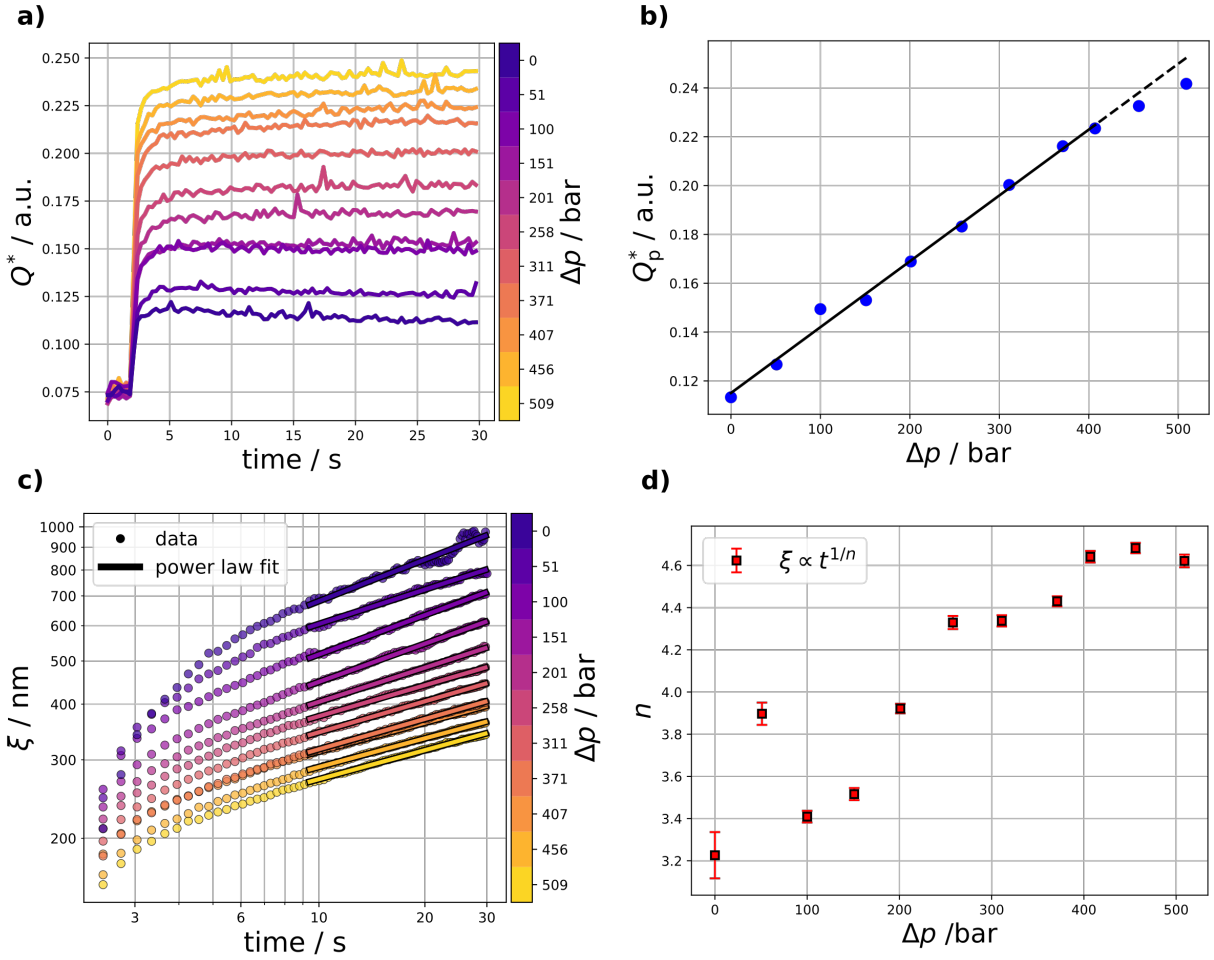 a)
0.250
0.225
0.200
0.175
0.150
0.125
0.100
0.075
Q* / a.u.
0 5 10 15 20 25 30
time / s
0
51
100
151
201
258
311
371
407
456
509
Δp / bar
b)
0.24
0.22
0.20
0.18
0.16
0.14
0.12
Q*p / a.u.
0 100 200 300 400 500
Δp / bar
c)
1000
900
800
700
600
500
400
300
200
ξ / nm
data
power law fit
3 6 10 20 30
time / s
0
51
100
151
201
258
311
371
407
456
509
Δp / bar
d)
ξ ∝ t^1/n
4.6
4.4
4.2
4.0
3.8
3.6
3.4
3.2
n
0 100 200 300 400 500
Δp /bar